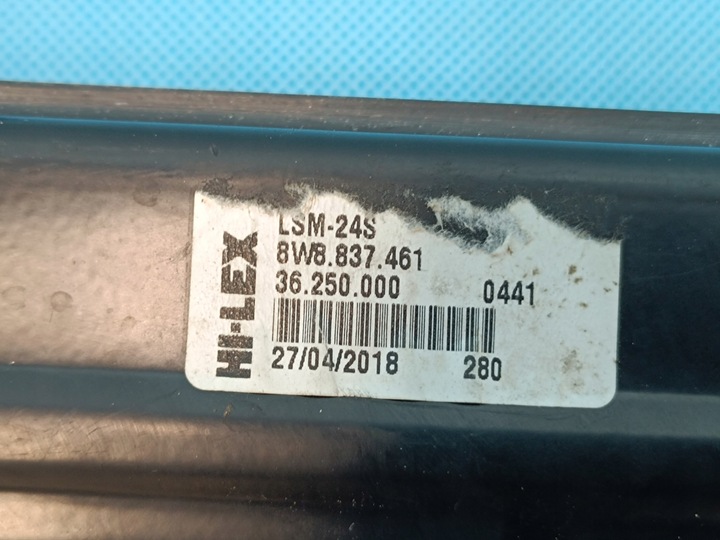 HI-LEX
LSM-24S
8W8.837.461
36.250.000 0441
27/04/2018 280